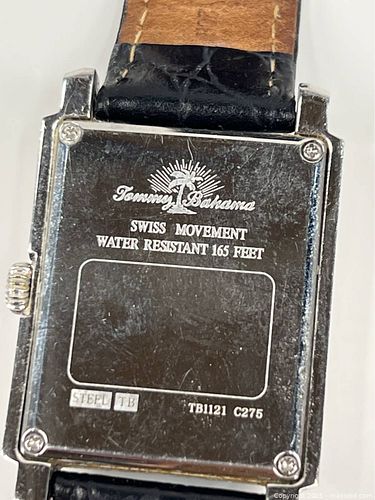 Tommy Bahama
SWISS MOVEMENT
WATER RESISTANT 165 FEET
STEEL TB
TB1121 C275